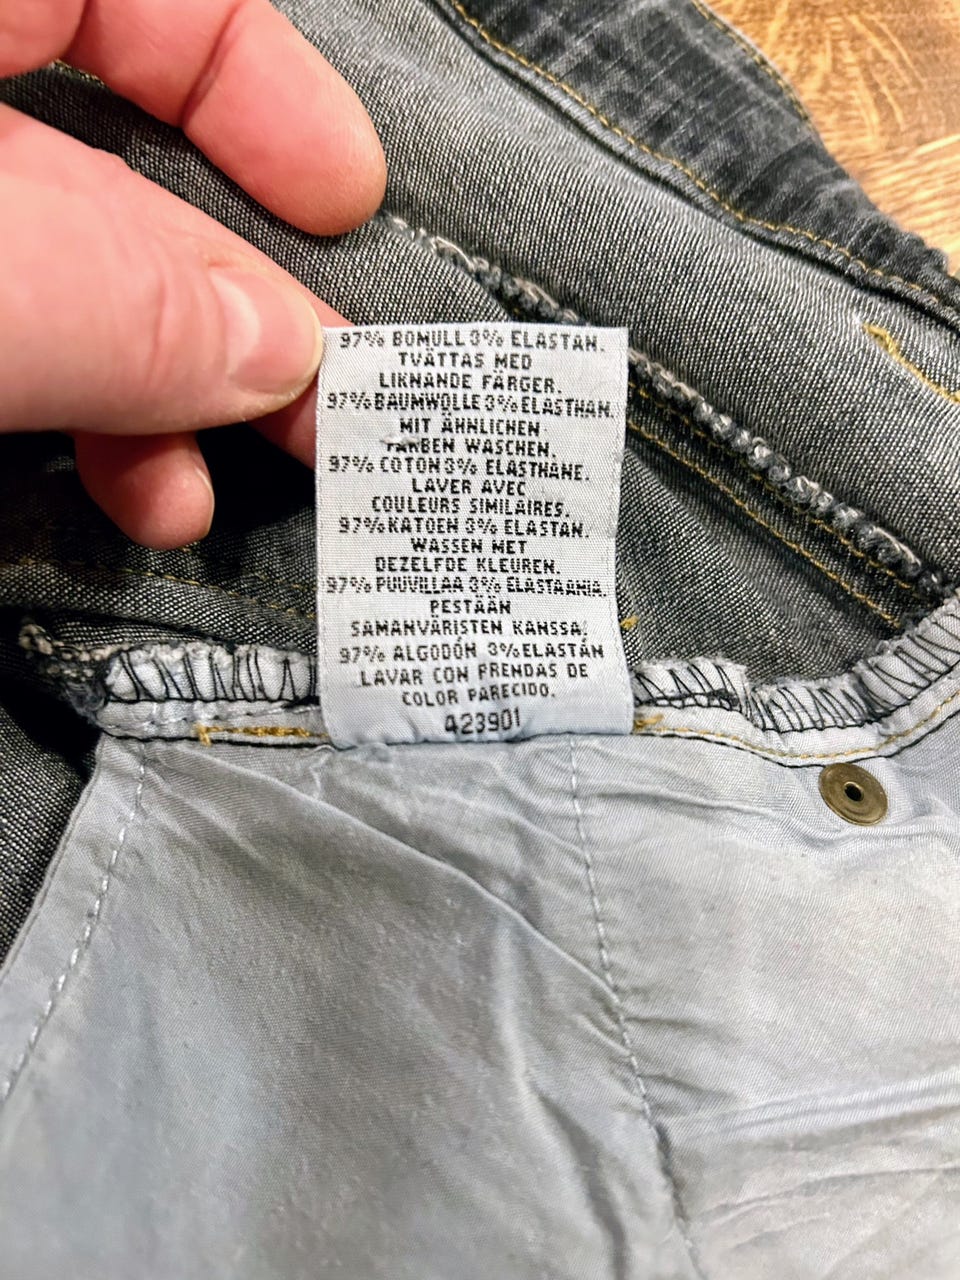 97% BOMULL 3% ELASTAN.
TVÄTTAS MED
LIKNANDE FÄRGER.
97% BAUMWOLLE 3% ELASTHAN.
MIT ÄHNLICHEN
FARBEN WASCHEN.
97% COTON 3% ELASTHANE.
LAVER AVEC
COULEURS SIMILAIRES.
97% KATOEN 3% ELASTAN.
WASSEN MET
DEZELFDE KLEUREN.
97% PUUVILLAA 3% ELASTAANIA.
PESTÄÄN
SAMANVÄRISTEN KANSSA.
97% ALGODÓN 3% ELASTÁN
LAVAR CON PRENDAS DE
COLOR PARECIDO.
423901